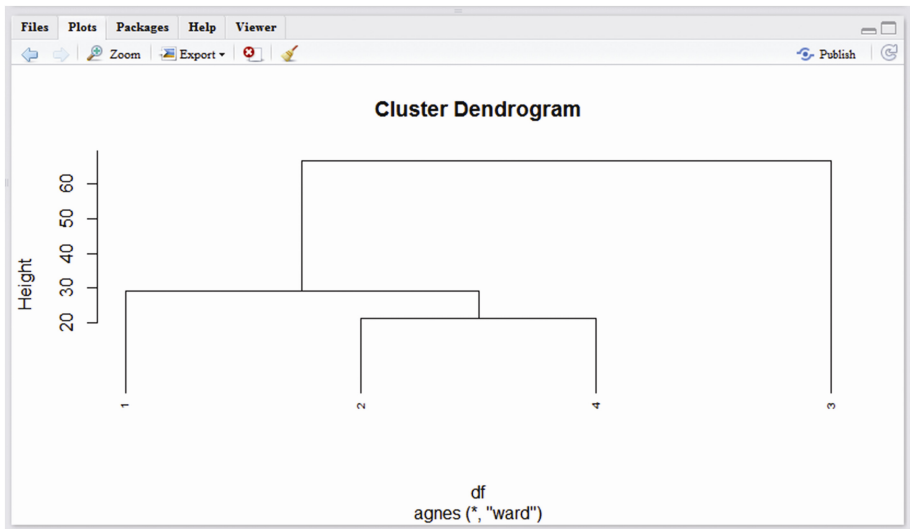 Files Plots Packages Help Viewer
Zoom Export Publish
Cluster Dendrogram
Height
60
50
40
30
20
1 2 4 3
df
agnes (*, "ward")